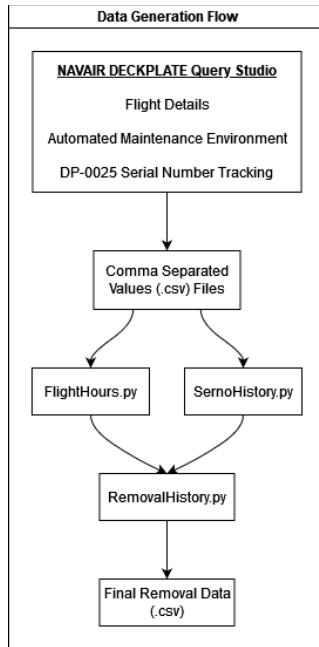 Data Generation Flow
NAVAIR DECKPLATE Query Studio
Flight Details
Automated Maintenance Environment
DP-0025 Serial Number Tracking
Comma Separated
Values (.csv) Files
FlightHours.py
SernoHistory.py
RemovalHistory.py
Final Removal Data
(.csv)